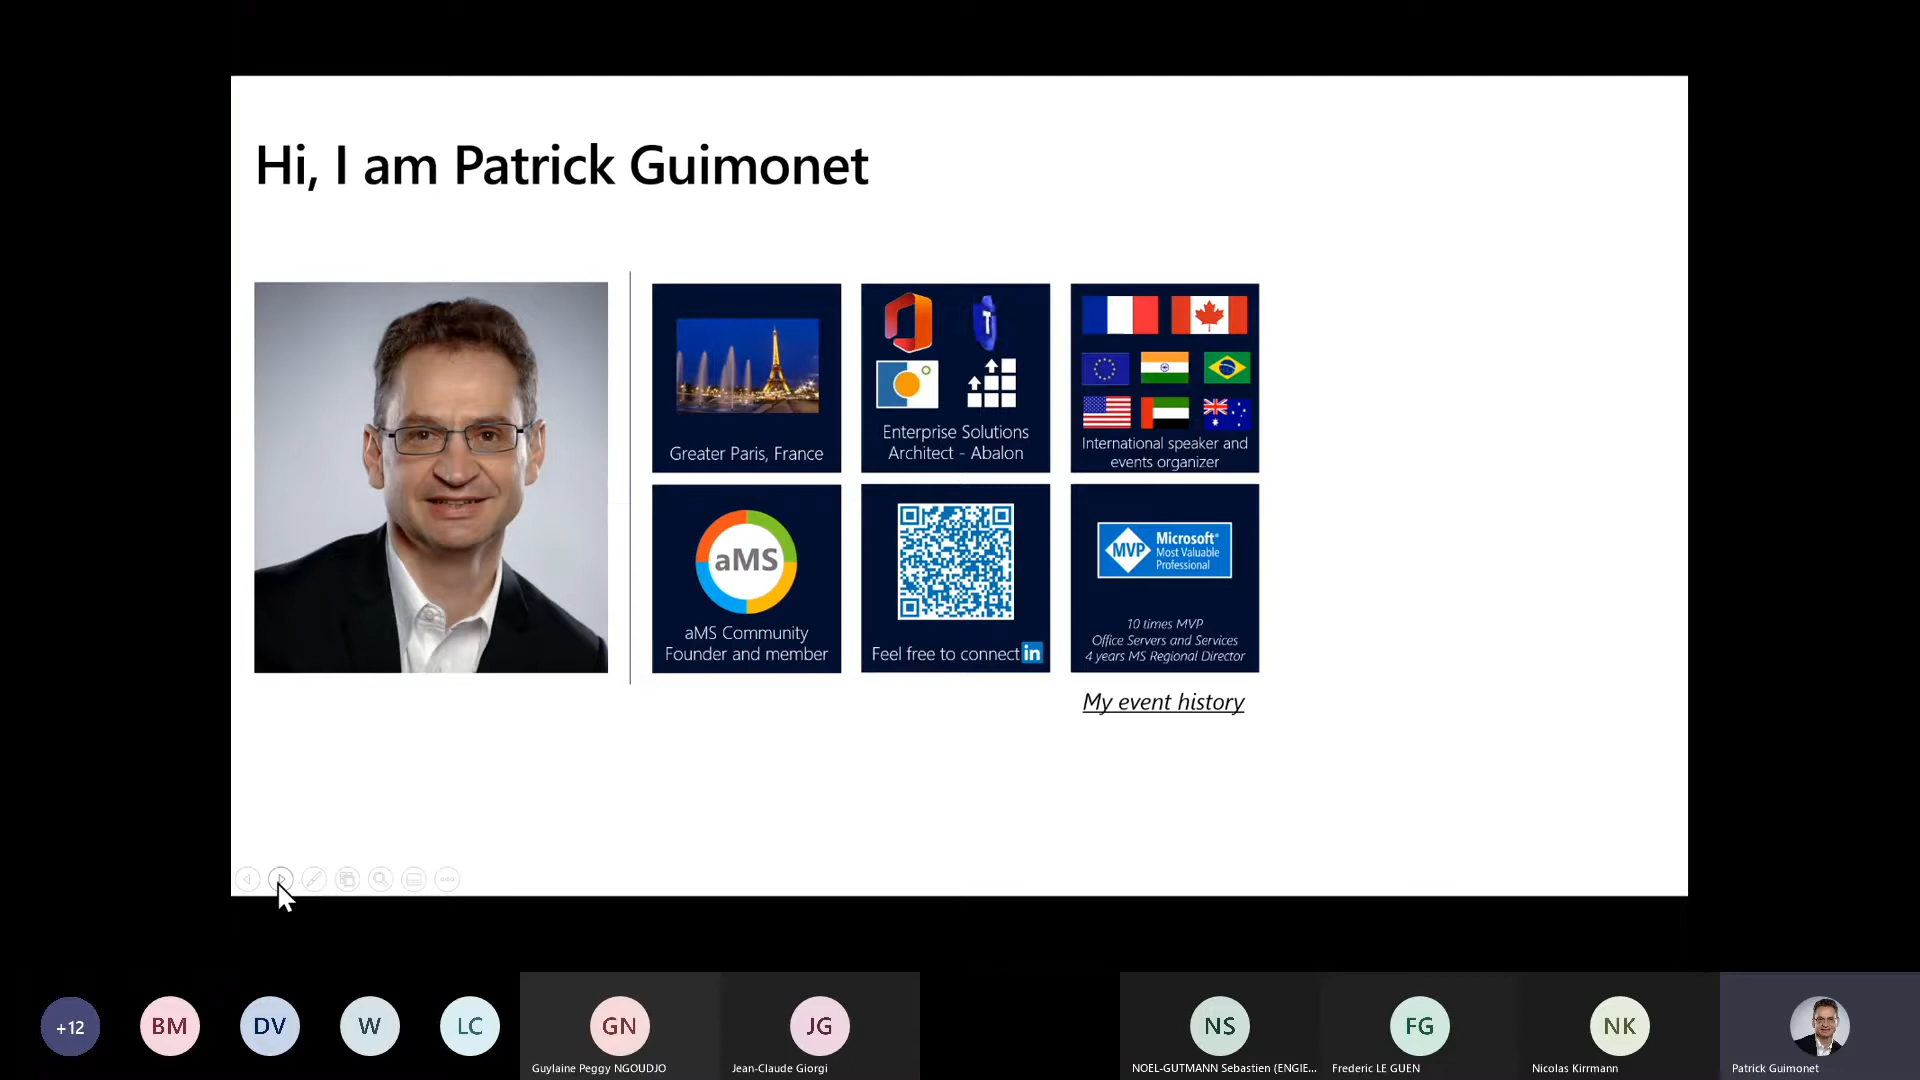 Hi, I am Patrick Guimonet
T
Greater Paris, France
Enterprise Solutions
Architect - Abalon
International speaker and
events organizer
aMS
aMS Community
Founder and member
Feel free to connect in
MVP
Microsoft®
Most Valuable
Professional
10 times MVP
Office Servers and Services
4 years MS Regional Director
My event history
+12
BM
DV
W
LC
GN
Guylaine Peggy NGOUDJO
JG
Jean-Claude Giorgi
NS
NOEL-GUTMANN Sebastien (ENGIE...
FG
Frederic LE GUEN
NK
Nicolas Kirrmann
Patrick Guimonet